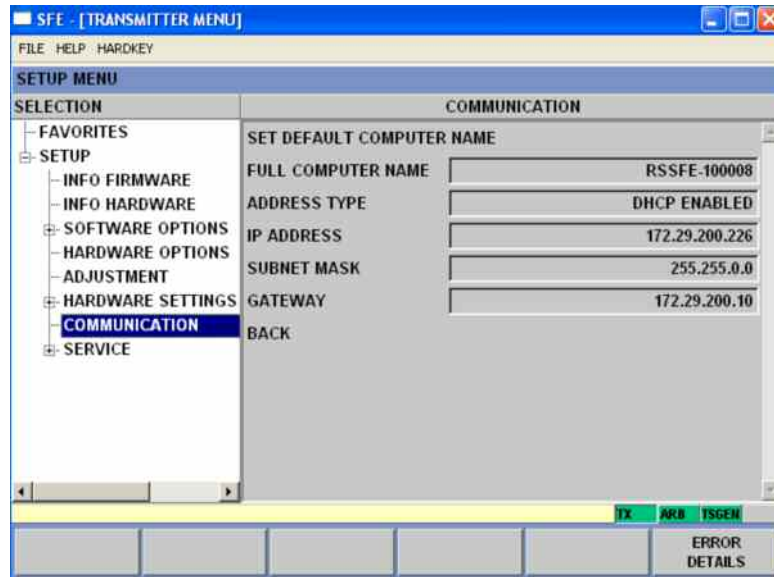 SFE - [TRANSMITTER MENU]
FILE HELP HARDKEY
SETUP MENU
SELECTION
COMMUNICATION
FAVORITES
SETUP
INFO FIRMWARE
INFO HARDWARE
SOFTWARE OPTIONS
HARDWARE OPTIONS
ADJUSTMENT
HARDWARE SETTINGS
COMMUNICATION
SERVICE
SET DEFAULT COMPUTER NAME
FULL COMPUTER NAME RSSFE-100008
ADDRESS TYPE DHCP ENABLED
IP ADDRESS 172.29.200.226
SUBNET MASK 255.255.0.0
GATEWAY 172.29.200.10
BACK
TX ARB TSGEN
ERROR
DETAILS